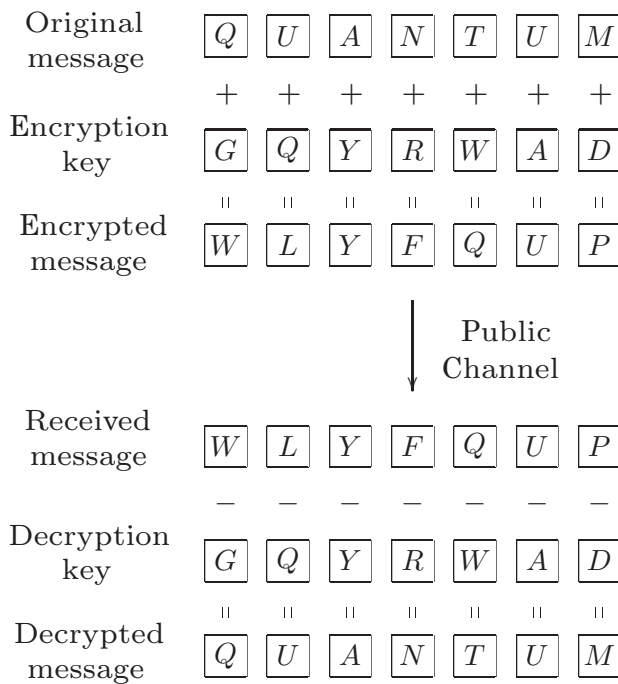 Original message Q U A N T U M
+ + + + + + +
Encryption key G Q Y R W A D
= = = = = = =
Encrypted message W L Y F Q U P
Public
Channel
Received message W L Y F Q U P
− − − − − − −
Decryption key G Q Y R W A D
= = = = = = =
Decrypted message Q U A N T U M